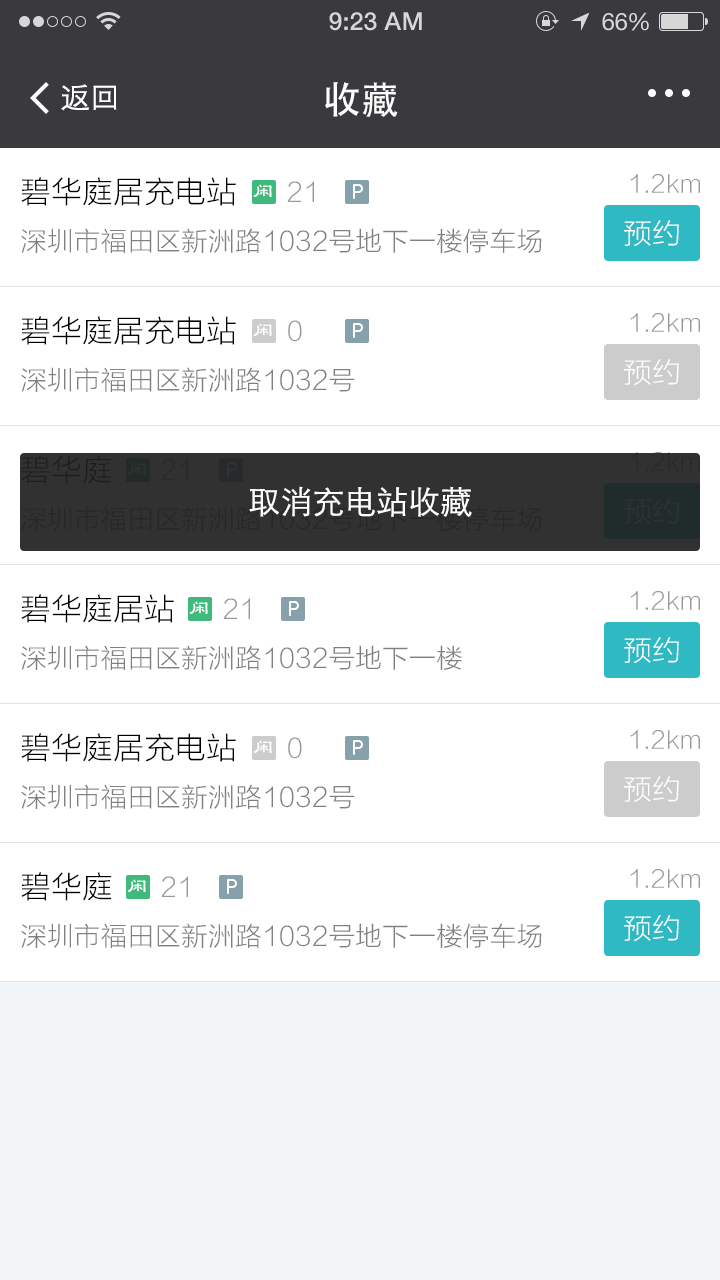 9:23 AM 66%
返回 收藏
碧华庭居充电站 闲 21 P 1.2km
深圳市福田区新洲路1032号地下一楼停车场 预约
碧华庭居充电站 闲 0 P 1.2km
深圳市福田区新洲路1032号 预约
碧华庭 闲 21 P 1.2km
取消充电站收藏
深圳市福田区新洲路1032号地下一楼停车场 预约
碧华庭居站 闲 21 P 1.2km
深圳市福田区新洲路1032号地下一楼 预约
碧华庭居充电站 闲 0 P 1.2km
深圳市福田区新洲路1032号 预约
碧华庭 闲 21 P 1.2km
深圳市福田区新洲路1032号地下一楼停车场 预约